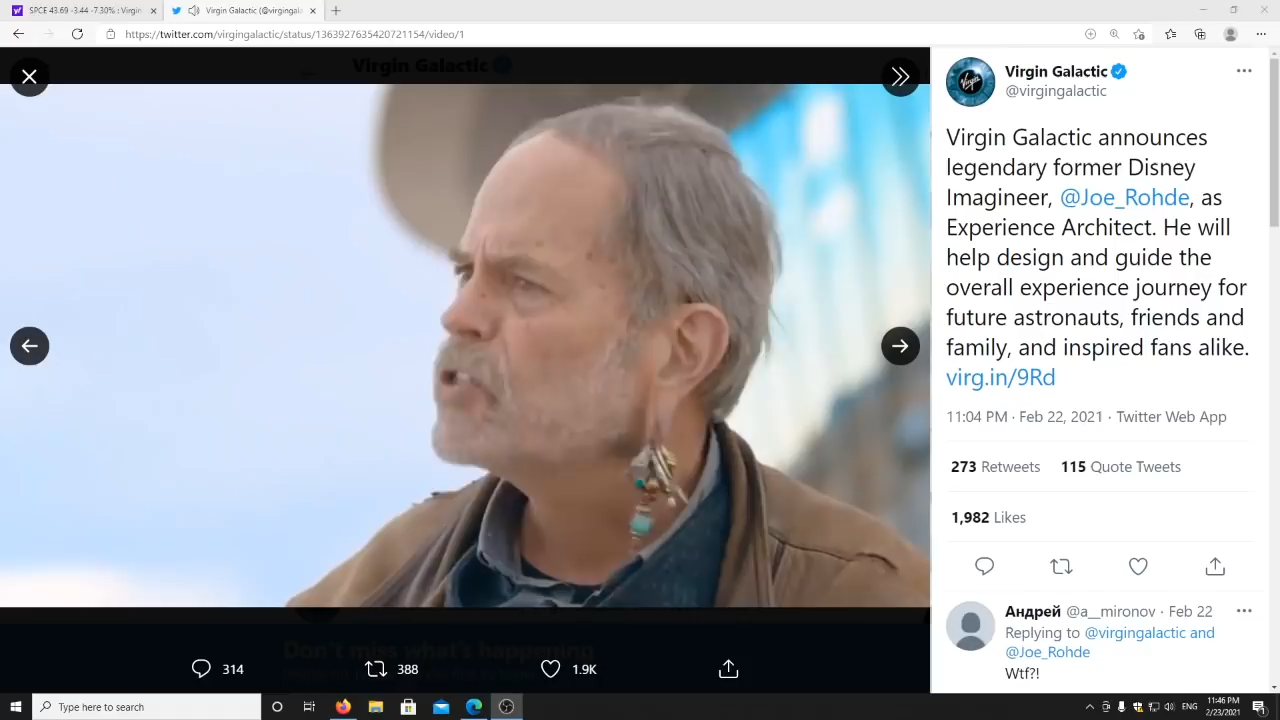 SPCE 43.69 -3.44 -7.30% : Virgin
Virgin Galactic (@virgingalact
https://twitter.com/virgingalactic/status/1363927635420721154/video/1
Virgin Galactic
Virgin Galactic
@virgingalactic
Virgin Galactic announces
legendary former Disney
Imagineer, @Joe_Rohde, as
Experience Architect. He will
help design and guide the
overall experience journey for
future astronauts, friends and
family, and inspired fans alike.
virg.in/9Rd
11:04 PM · Feb 22, 2021 · Twitter Web App
273 Retweets 115 Quote Tweets
1,982 Likes
Андрей @a__mironov · Feb 22
Replying to @virgingalactic and
@Joe_Rohde
Wtf?!
Don't miss what's happening
314 388 1.9K
Type here to search
ENG
11:46 PM
2/23/2021
1